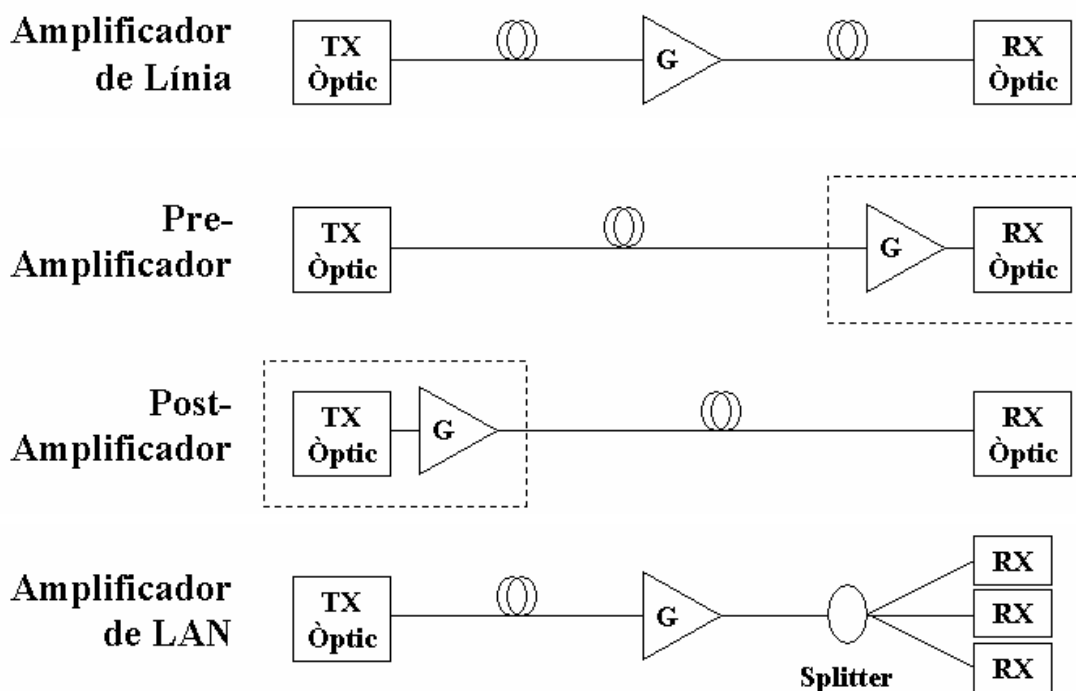 Amplificador
de Línia
TX
Òptic
G
RX
Òptic
Pre-
Amplificador
TX
Òptic
G
RX
Òptic
Post-
Amplificador
TX
Òptic
G
RX
Òptic
Amplificador
de LAN
TX
Òptic
G
Splitter
RX
RX
RX